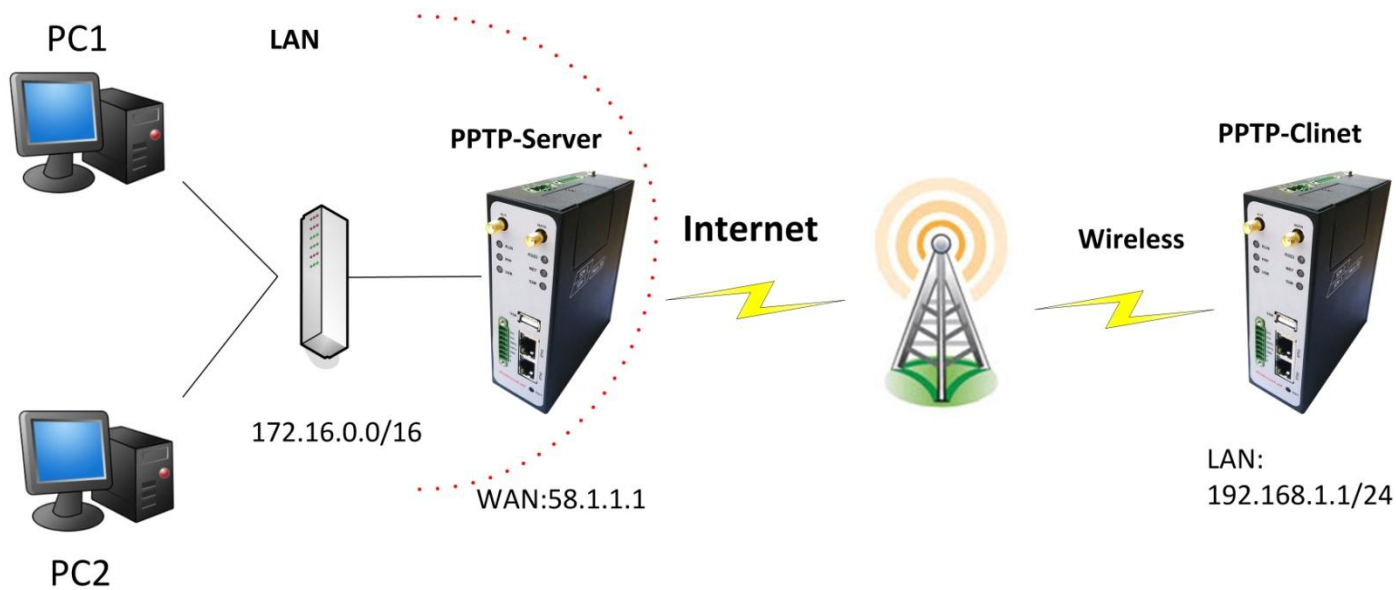 PC1
LAN
PPTP-Server
PPTP-Clinet
Internet
Wireless
172.16.0.0/16
WAN:58.1.1.1
LAN:
192.168.1.1/24
PC2